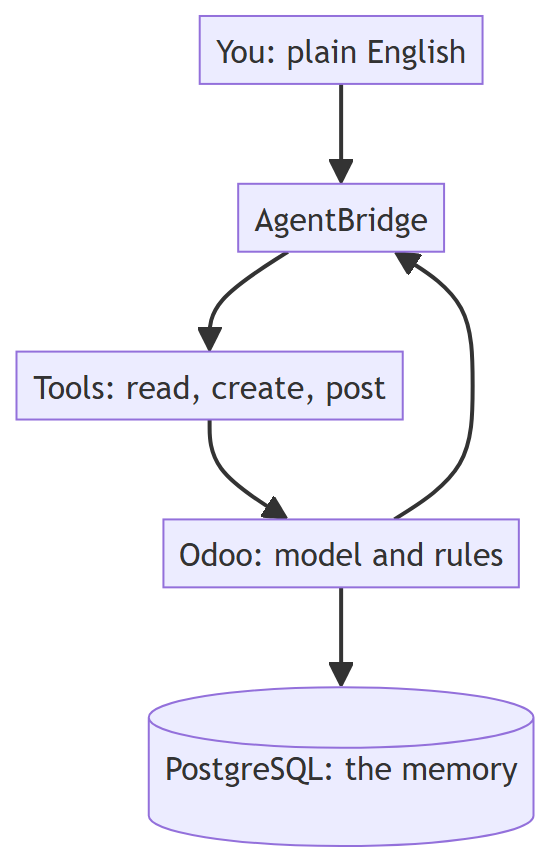 You: plain English
AgentBridge
Tools: read, create, post
Odoo: model and rules
PostgreSQL: the memory